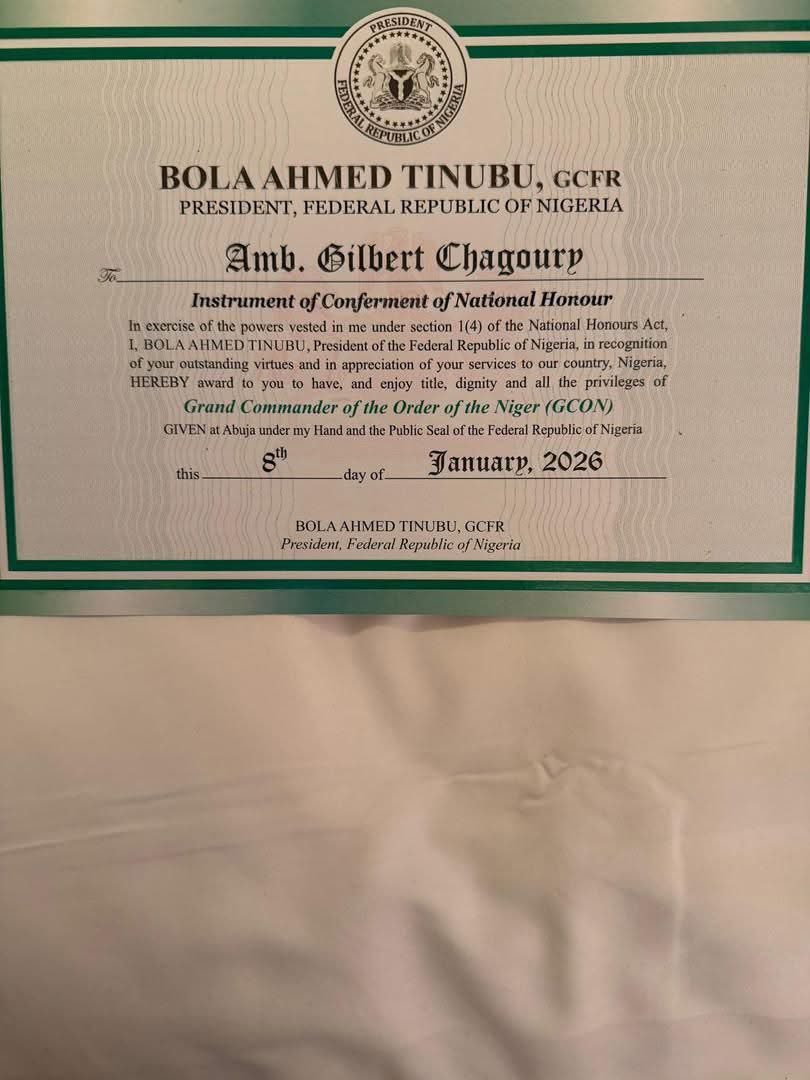 PRESIDENT
FEDERAL REPUBLIC OF NIGERIA
BOLA AHMED TINUBU, GCFR
PRESIDENT, FEDERAL REPUBLIC OF NIGERIA
To Amb. Gilbert Chagoury
Instrument of Conferment of National Honour
In exercise of the powers vested in me under section 1(4) of the National Honours Act,
I, BOLA AHMED TINUBU, President of the Federal Republic of Nigeria, in recognition
of your outstanding virtues and in appreciation of your services to our country, Nigeria,
HEREBY award to you to have, and enjoy title, dignity and all the privileges of
Grand Commander of the Order of the Niger (GCON)
GIVEN at Abuja under my Hand and the Public Seal of the Federal Republic of Nigeria
this 8th day of January, 2026
BOLA AHMED TINUBU, GCFR
President, Federal Republic of Nigeria